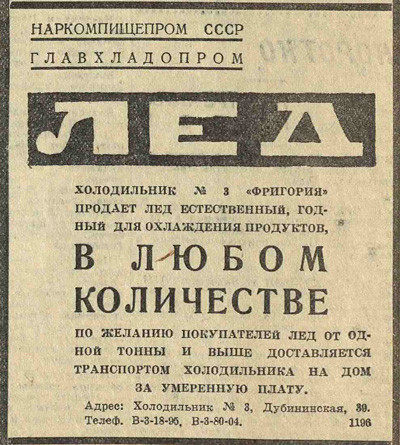 НАРКОМПИЩЕПРОМ СССР
ГЛАВХЛАДОПРОМ
ЛЕД
ХОЛОДИЛЬНИК № 3 «ФРИГОРИЯ»
ПРОДАЕТ ЛЕД ЕСТЕСТВЕННЫЙ, ГОД-
НЫЙ ДЛЯ ОХЛАЖДЕНИЯ ПРОДУКТОВ,
В ЛЮБОМ
КОЛИЧЕСТВЕ
ПО ЖЕЛАНИЮ ПОКУПАТЕЛЕЙ ЛЕД ОТ ОД-
НОЙ ТОННЫ И ВЫШЕ ДОСТАВЛЯЕТСЯ
ТРАНСПОРТОМ ХОЛОДИЛЬНИКА НА ДОМ
ЗА УМЕРЕННУЮ ПЛАТУ.
Адрес: Холодильник № 3, Дубининская, 39.
Телеф. В-3-18-95, В-3-80-04. 1196